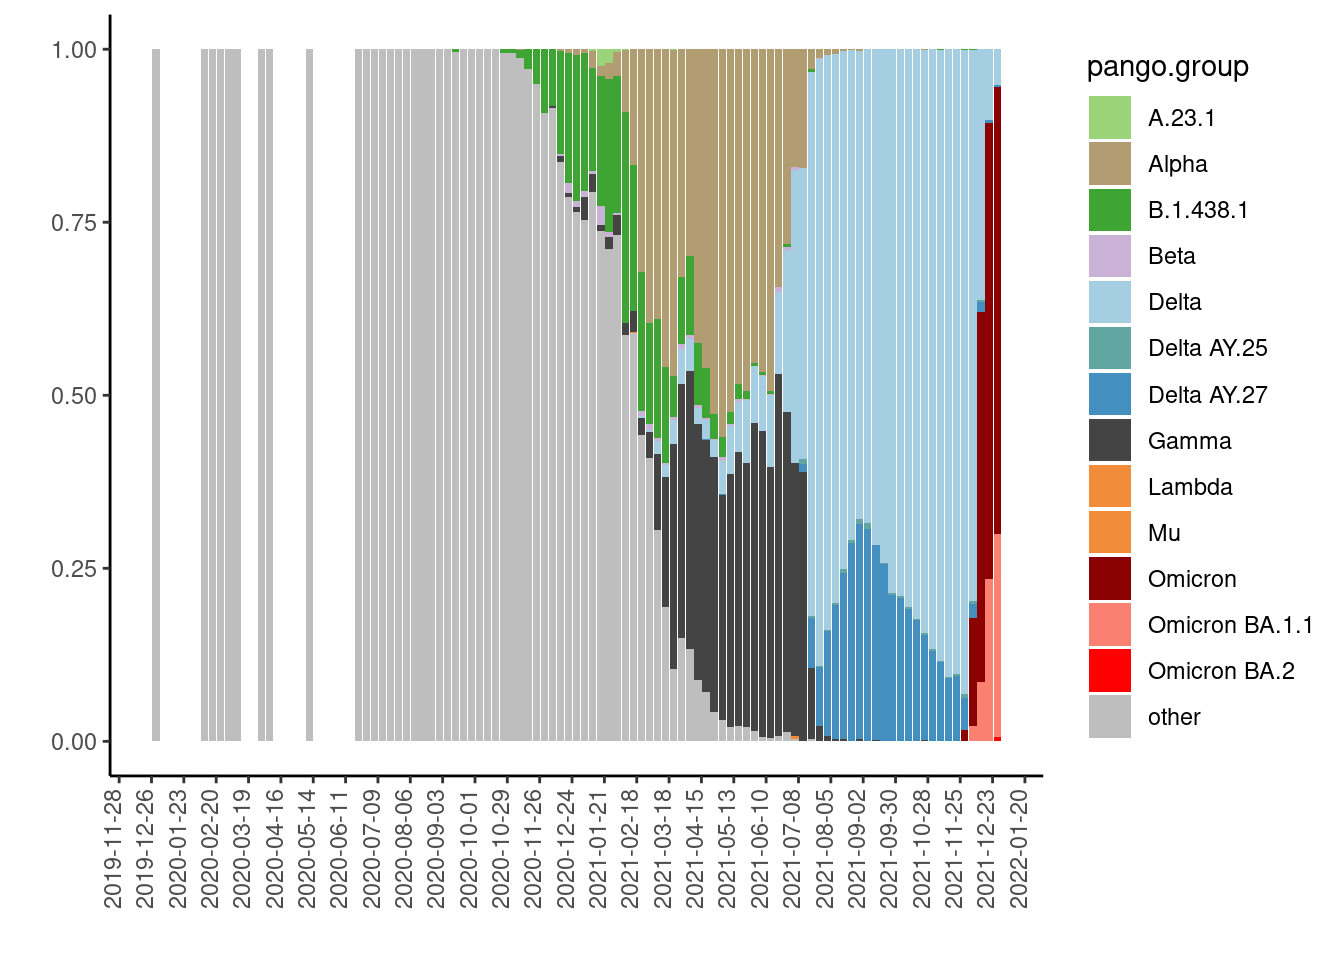 1.00
0.75
0.50
0.25
0.00
2019-11-28
2019-12-26
2020-01-23
2020-02-20
2020-03-19
2020-04-16
2020-05-14
2020-06-11
2020-07-09
2020-08-06
2020-09-03
2020-10-01
2020-10-29
2020-11-26
2020-12-24
2021-01-21
2021-02-18
2021-03-18
2021-04-15
2021-05-13
2021-06-10
2021-07-08
2021-08-05
2021-09-02
2021-09-30
2021-10-28
2021-11-25
2021-12-23
2022-01-20
pango.group
A.23.1
Alpha
B.1.438.1
Beta
Delta
Delta AY.25
Delta AY.27
Gamma
Lambda
Mu
Omicron
Omicron BA.1.1
Omicron BA.2
other